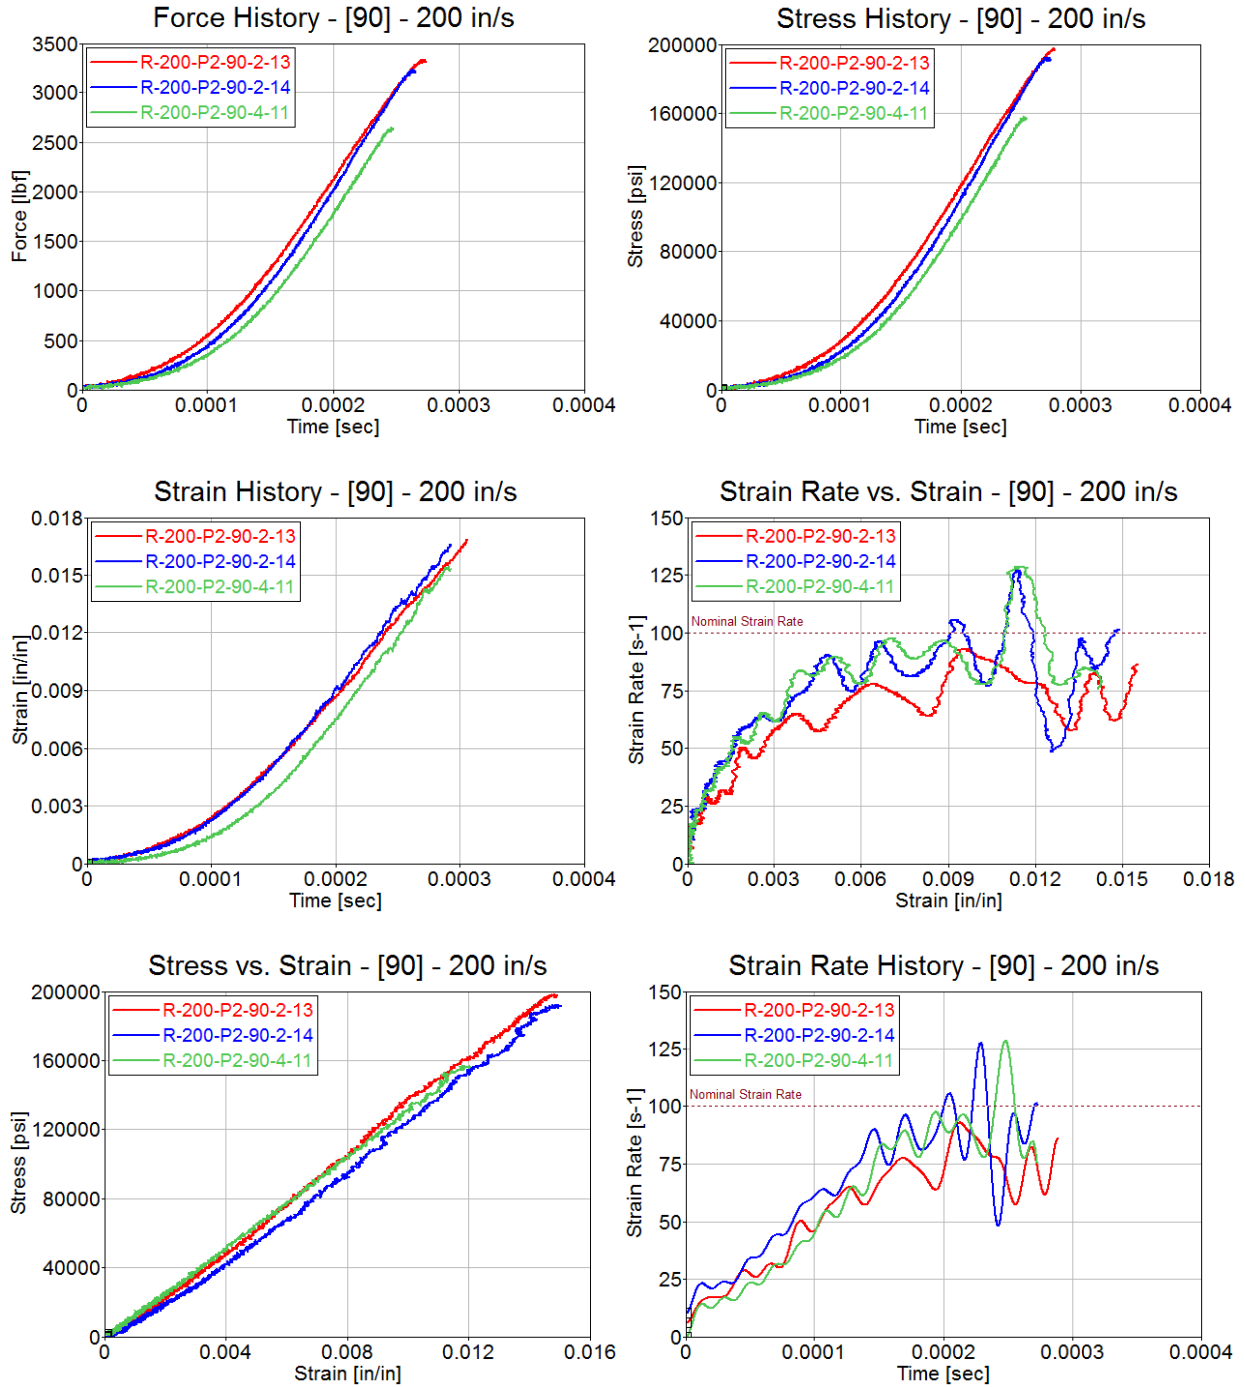 Force History - [90] - 200 in/s
3500
3000
2500
2000
1500
1000
500
0
Force [lbf]
R-200-P2-90-2-13
R-200-P2-90-2-14
R-200-P2-90-4-11
0 0.0001 0.0002 0.0003 0.0004
Time [sec]
Stress History - [90] - 200 in/s
200000
160000
120000
80000
40000
0
Stress [psi]
R-200-P2-90-2-13
R-200-P2-90-2-14
R-200-P2-90-4-11
0 0.0001 0.0002 0.0003 0.0004
Time [sec]
Strain History - [90] - 200 in/s
0.018
0.015
0.012
0.009
0.006
0.003
0
Strain [in/in]
R-200-P2-90-2-13
R-200-P2-90-2-14
R-200-P2-90-4-11
0 0.0001 0.0002 0.0003 0.0004
Time [sec]
Strain Rate vs. Strain - [90] - 200 in/s
150
125
100
75
50
25
0
Strain Rate [s-1]
R-200-P2-90-2-13
R-200-P2-90-2-14
R-200-P2-90-4-11
Nominal Strain Rate
0 0.003 0.006 0.009 0.012 0.015 0.018
Strain [in/in]
Stress vs. Strain - [90] - 200 in/s
200000
160000
120000
80000
40000
0
Stress [psi]
R-200-P2-90-2-13
R-200-P2-90-2-14
R-200-P2-90-4-11
0 0.004 0.008 0.012 0.016
Strain [in/in]
Strain Rate History - [90] - 200 in/s
150
125
100
75
50
25
0
Strain Rate [s-1]
R-200-P2-90-2-13
R-200-P2-90-2-14
R-200-P2-90-4-11
Nominal Strain Rate
0 0.0001 0.0002 0.0003 0.0004
Time [sec]